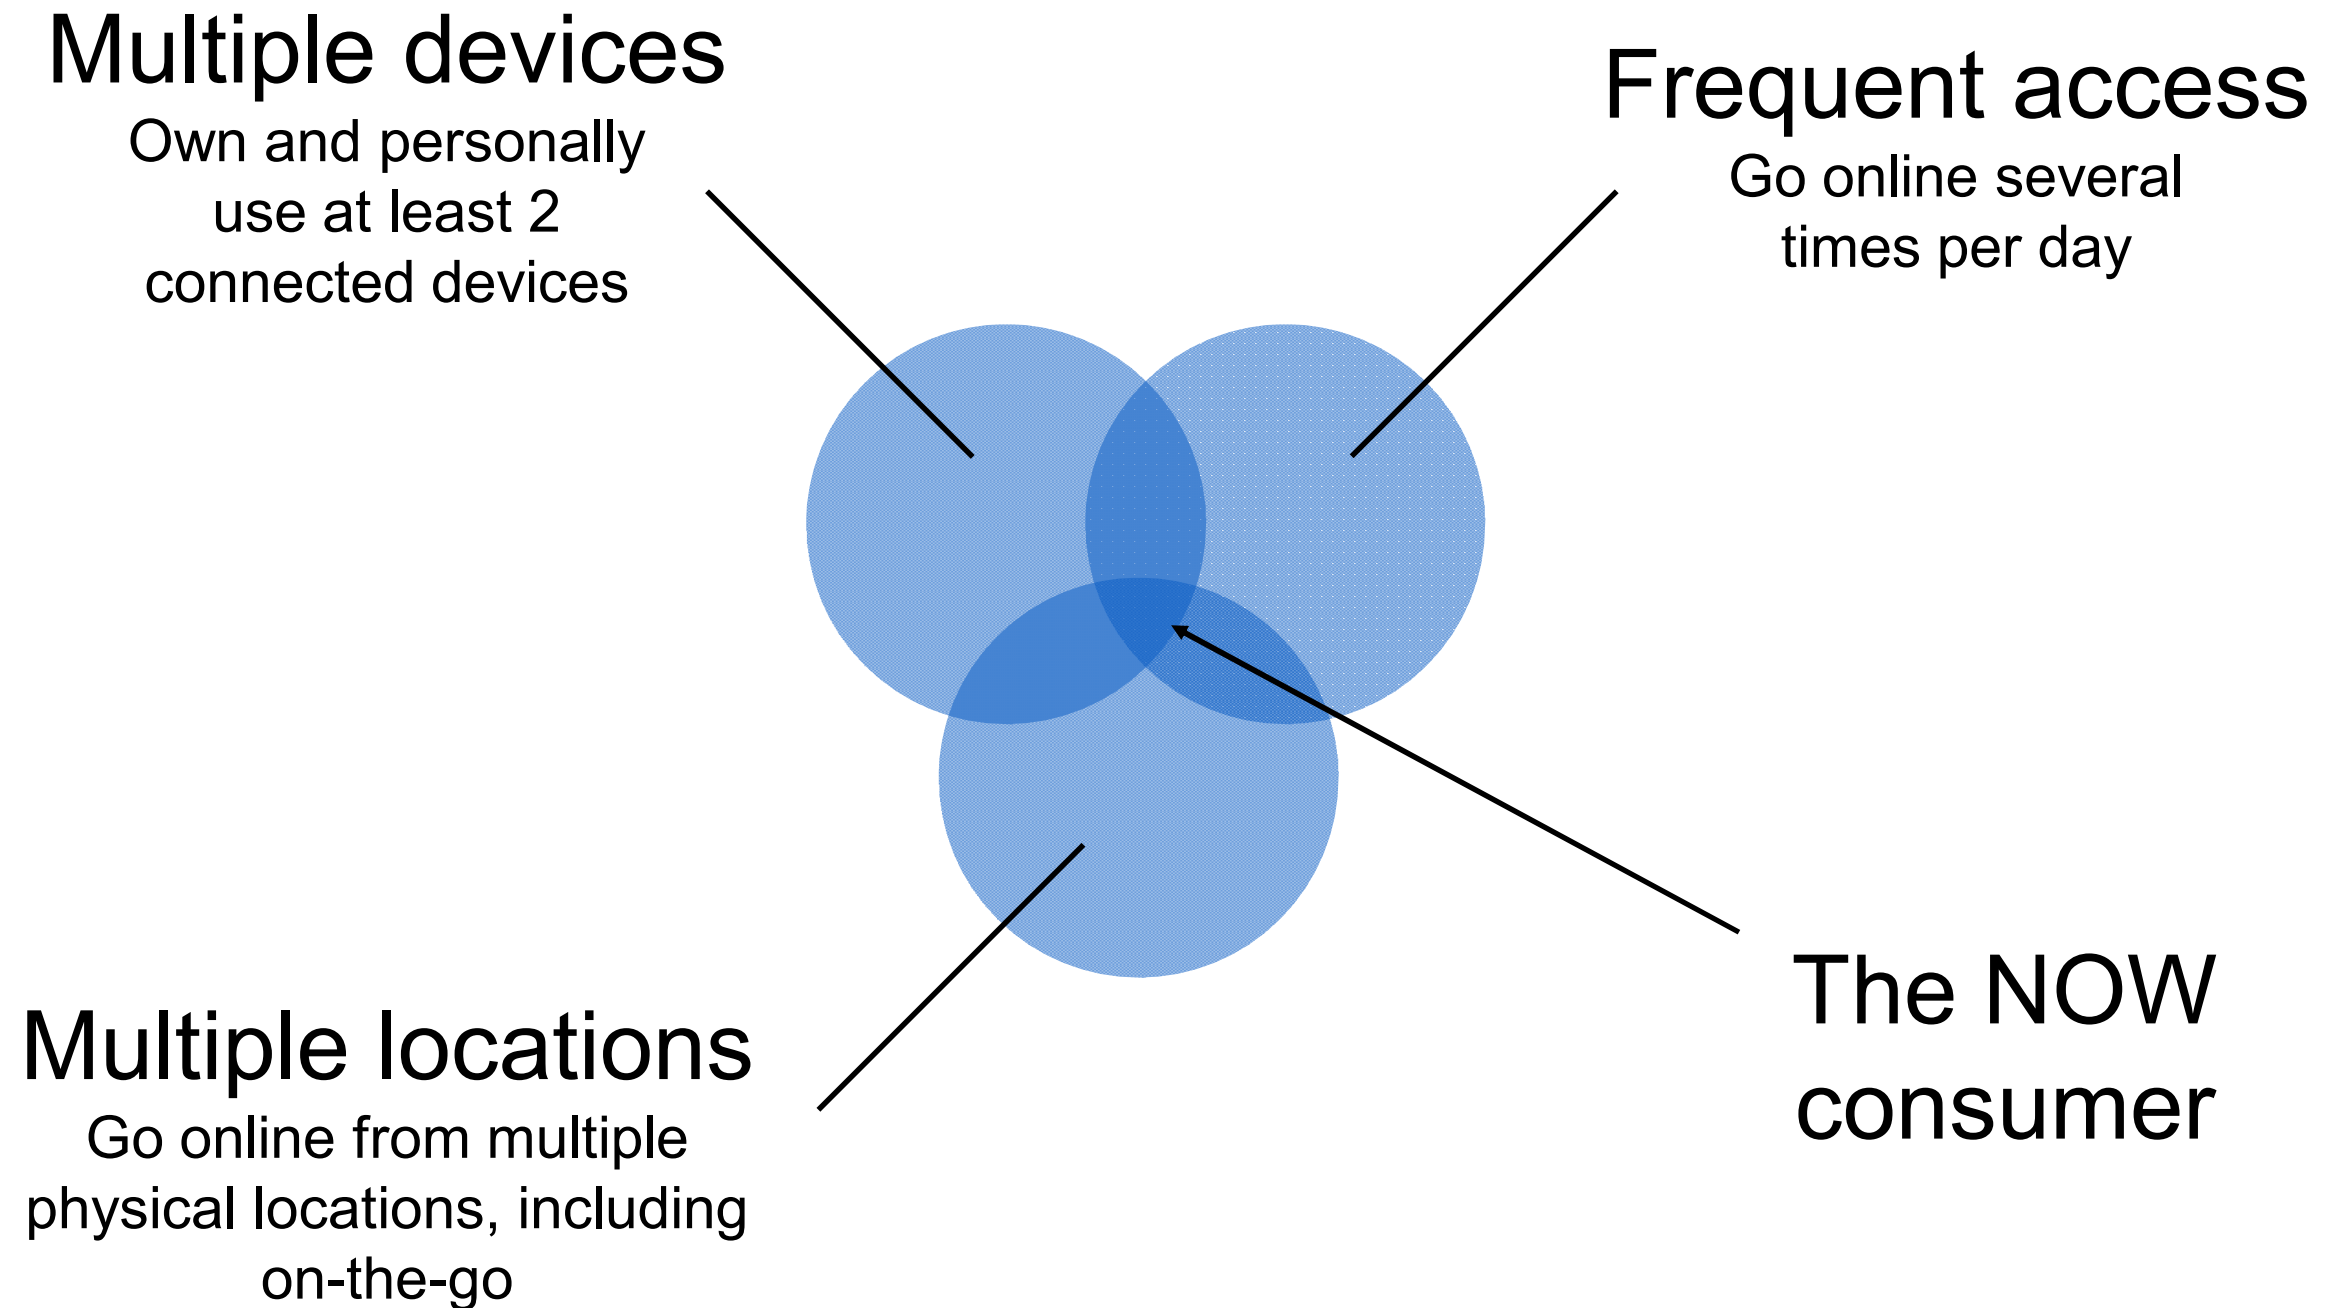 Multiple devices
Own and personally
use at least 2
connected devices
Frequent access
Go online several
times per day
Multiple locations
Go online from multiple
physical locations, including
on-the-go
The NOW
consumer